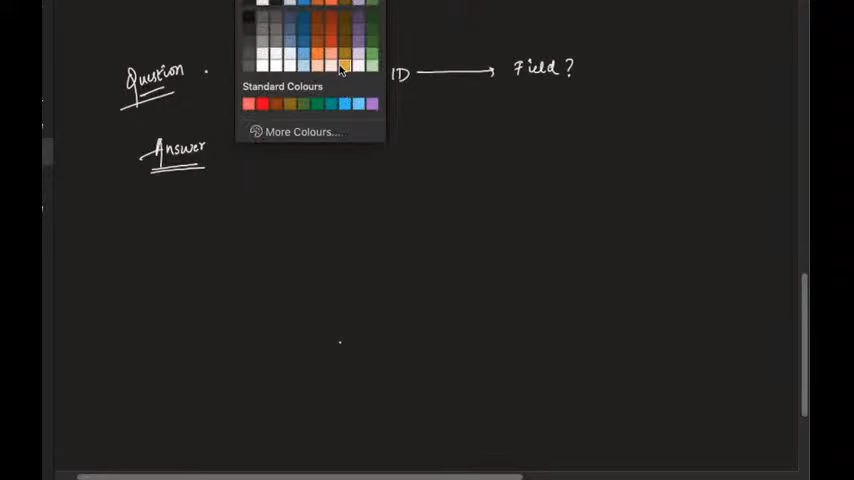 Question . ID → Field?
Standard Colours
More Colours...
Answer